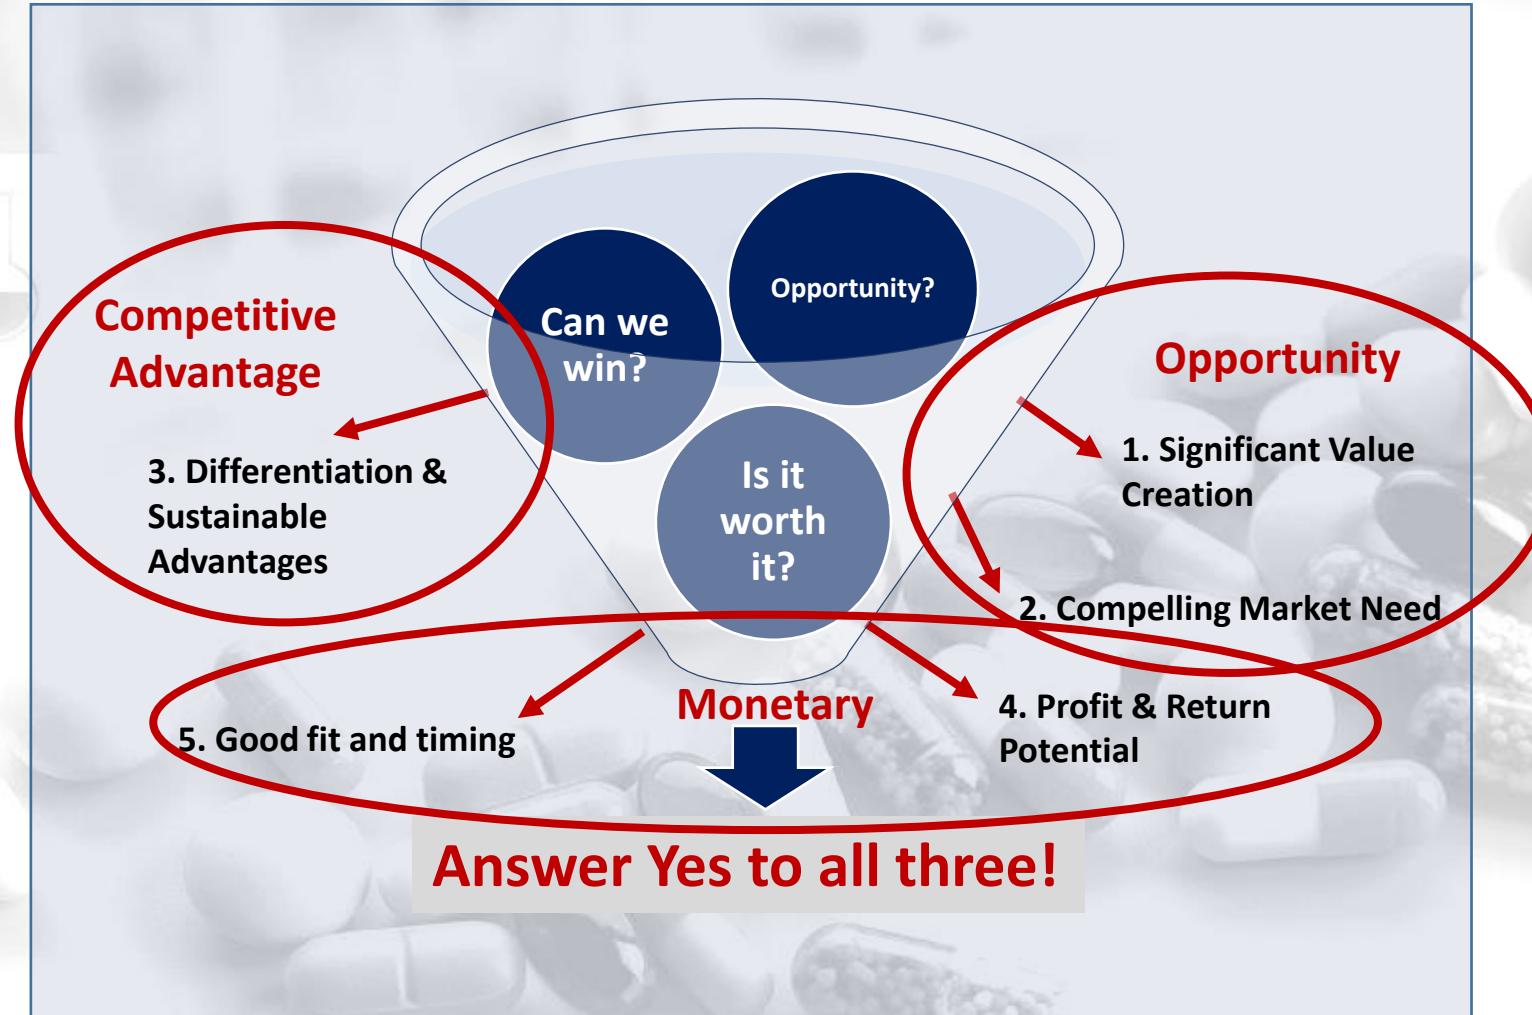 Opportunity?
Can we
win?
Is it
worth
it?
Competitive
Advantage
3. Differentiation &
Sustainable
Advantages
Opportunity
1. Significant Value
Creation
2. Compelling Market Need
Monetary
4. Profit & Return
Potential
5. Good fit and timing
Answer Yes to all three!